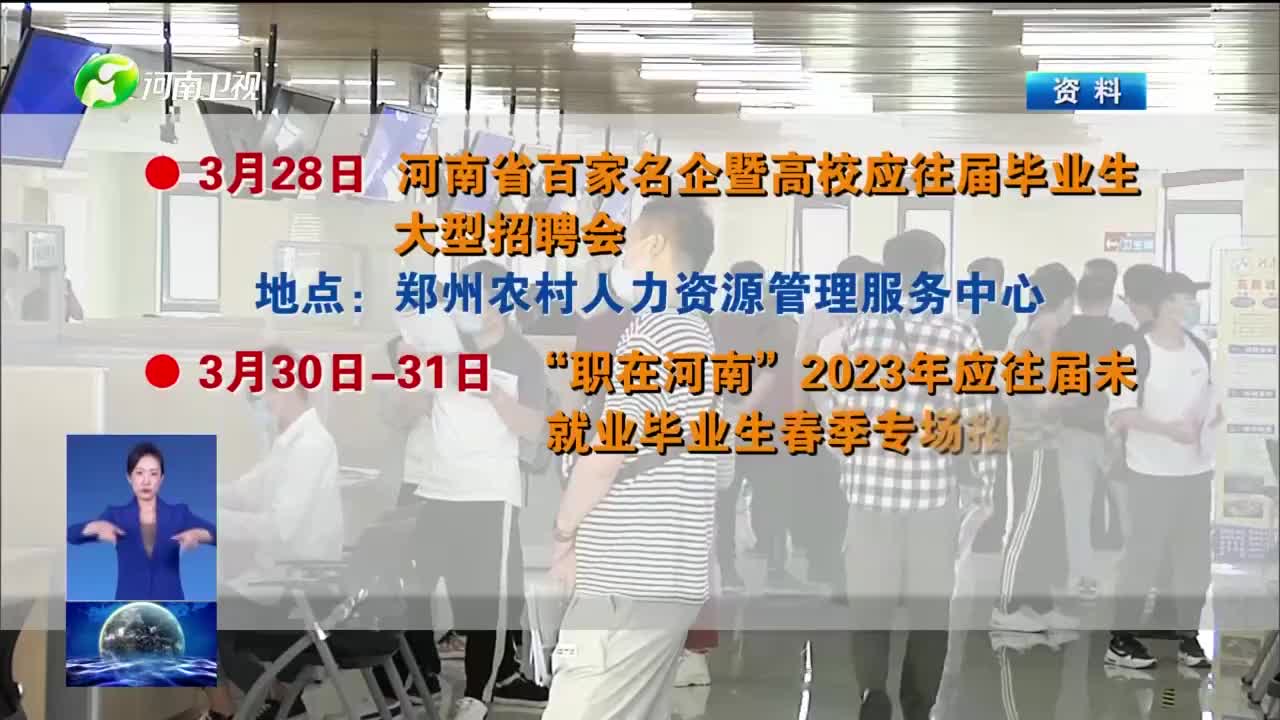 河南卫视
资料
3月28日 河南省百家名企暨高校应往届毕业生
大型招聘会
地点：郑州农村人力资源管理服务中心
3月30日-31日 “职在河南”2023年应往届未
就业毕业生春季专场招
卫生间